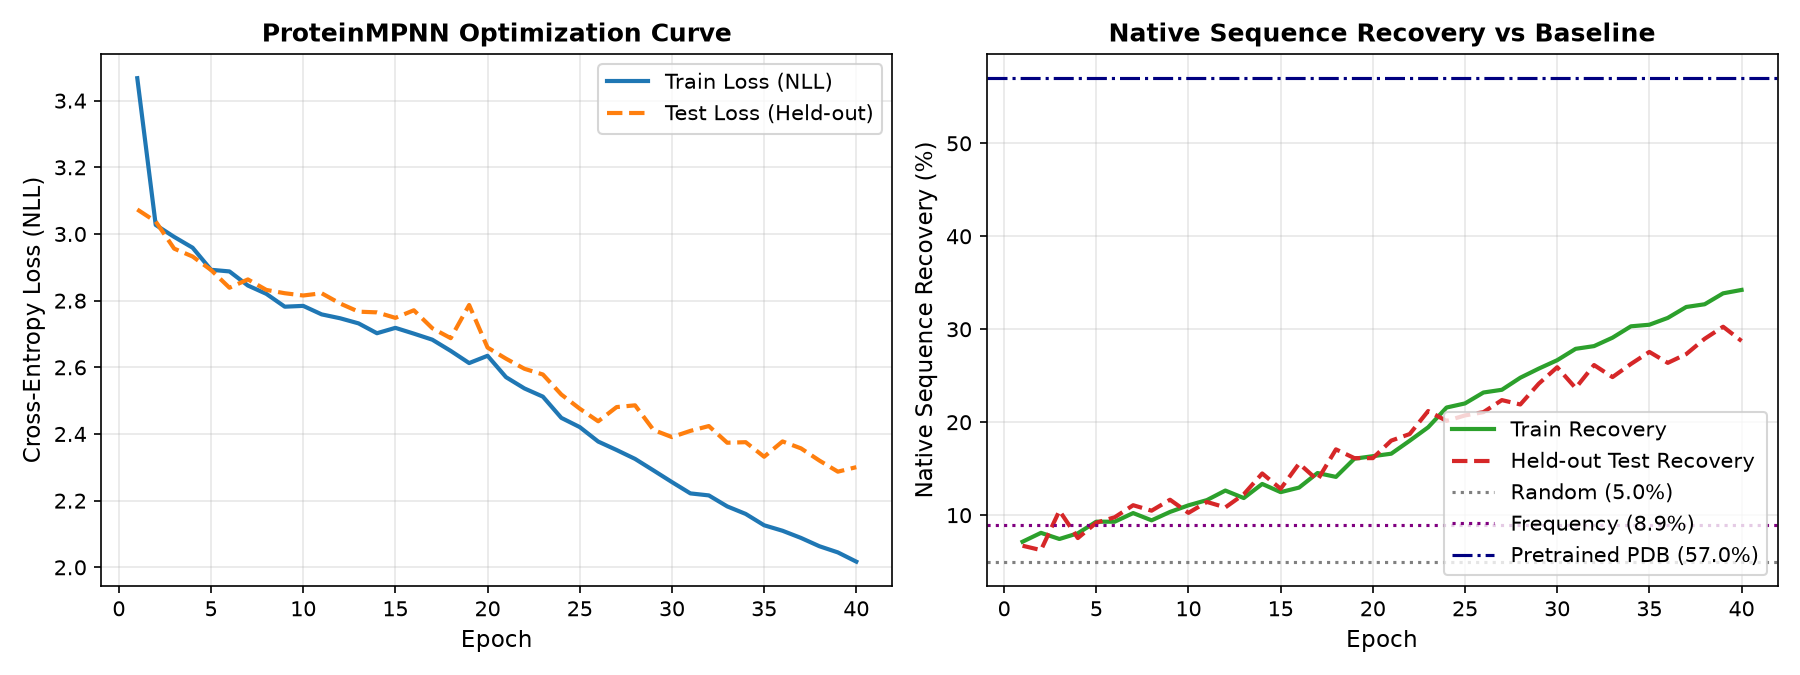 ProteinMPNN Optimization Curve
Cross-Entropy Loss (NLL)
3.4
3.2
3.0
2.8
2.6
2.4
2.2
2.0
Train Loss (NLL)
Test Loss (Held-out)
0 5 10 15 20 25 30 35 40
Epoch
Native Sequence Recovery vs Baseline
Native Sequence Recovery (%)
50
40
30
20
10
Train Recovery
Held-out Test Recovery
Random (5.0%)
Frequency (8.9%)
Pretrained PDB (57.0%)
0 5 10 15 20 25 30 35 40
Epoch